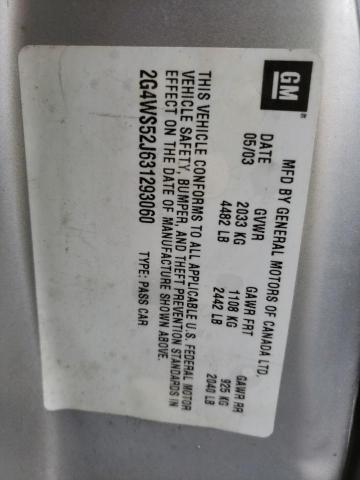 GM
MFD BY GENERAL MOTORS OF CANADA LTD.
DATE GVWR GAWR FRT GAWR RR
05/03 2033 KG 1108 KG 925 KG
4482 LB 2442 LB 2040 LB
THIS VEHICLE CONFORMS TO ALL APPLICABLE U.S. FEDERAL MOTOR
VEHICLE SAFETY, BUMPER, AND THEFT PREVENTION STANDARDS IN
EFFECT ON THE DATE OF MANUFACTURE SHOWN ABOVE.
2G4WS52J631293060 TYPE: PASS CAR